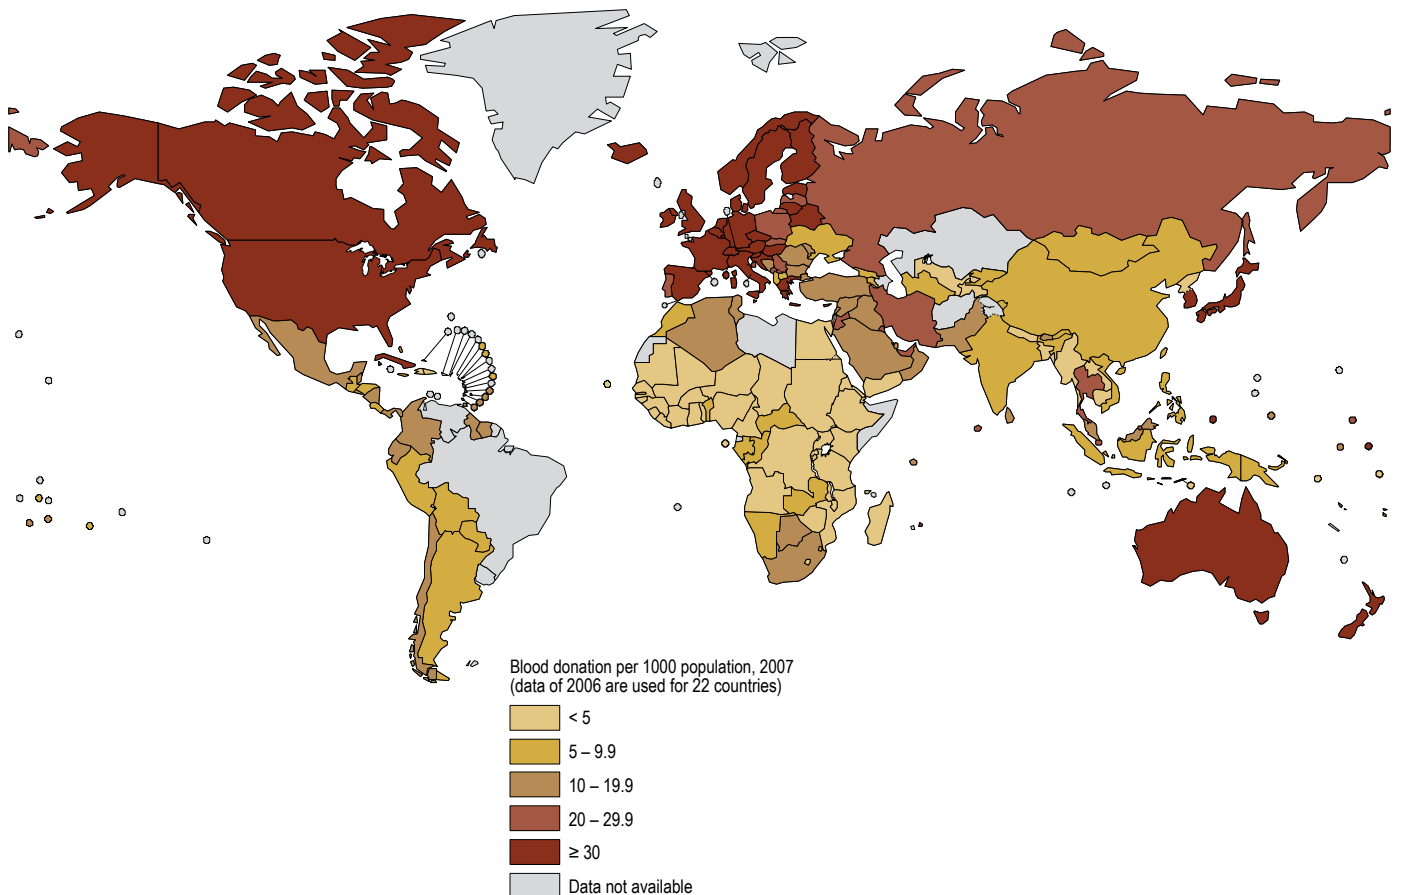 Blood donation per 1000 population, 2007
(data of 2006 are used for 22 countries)
< 5
5 – 9.9
10 – 19.9
20 – 29.9
≥ 30
Data not available